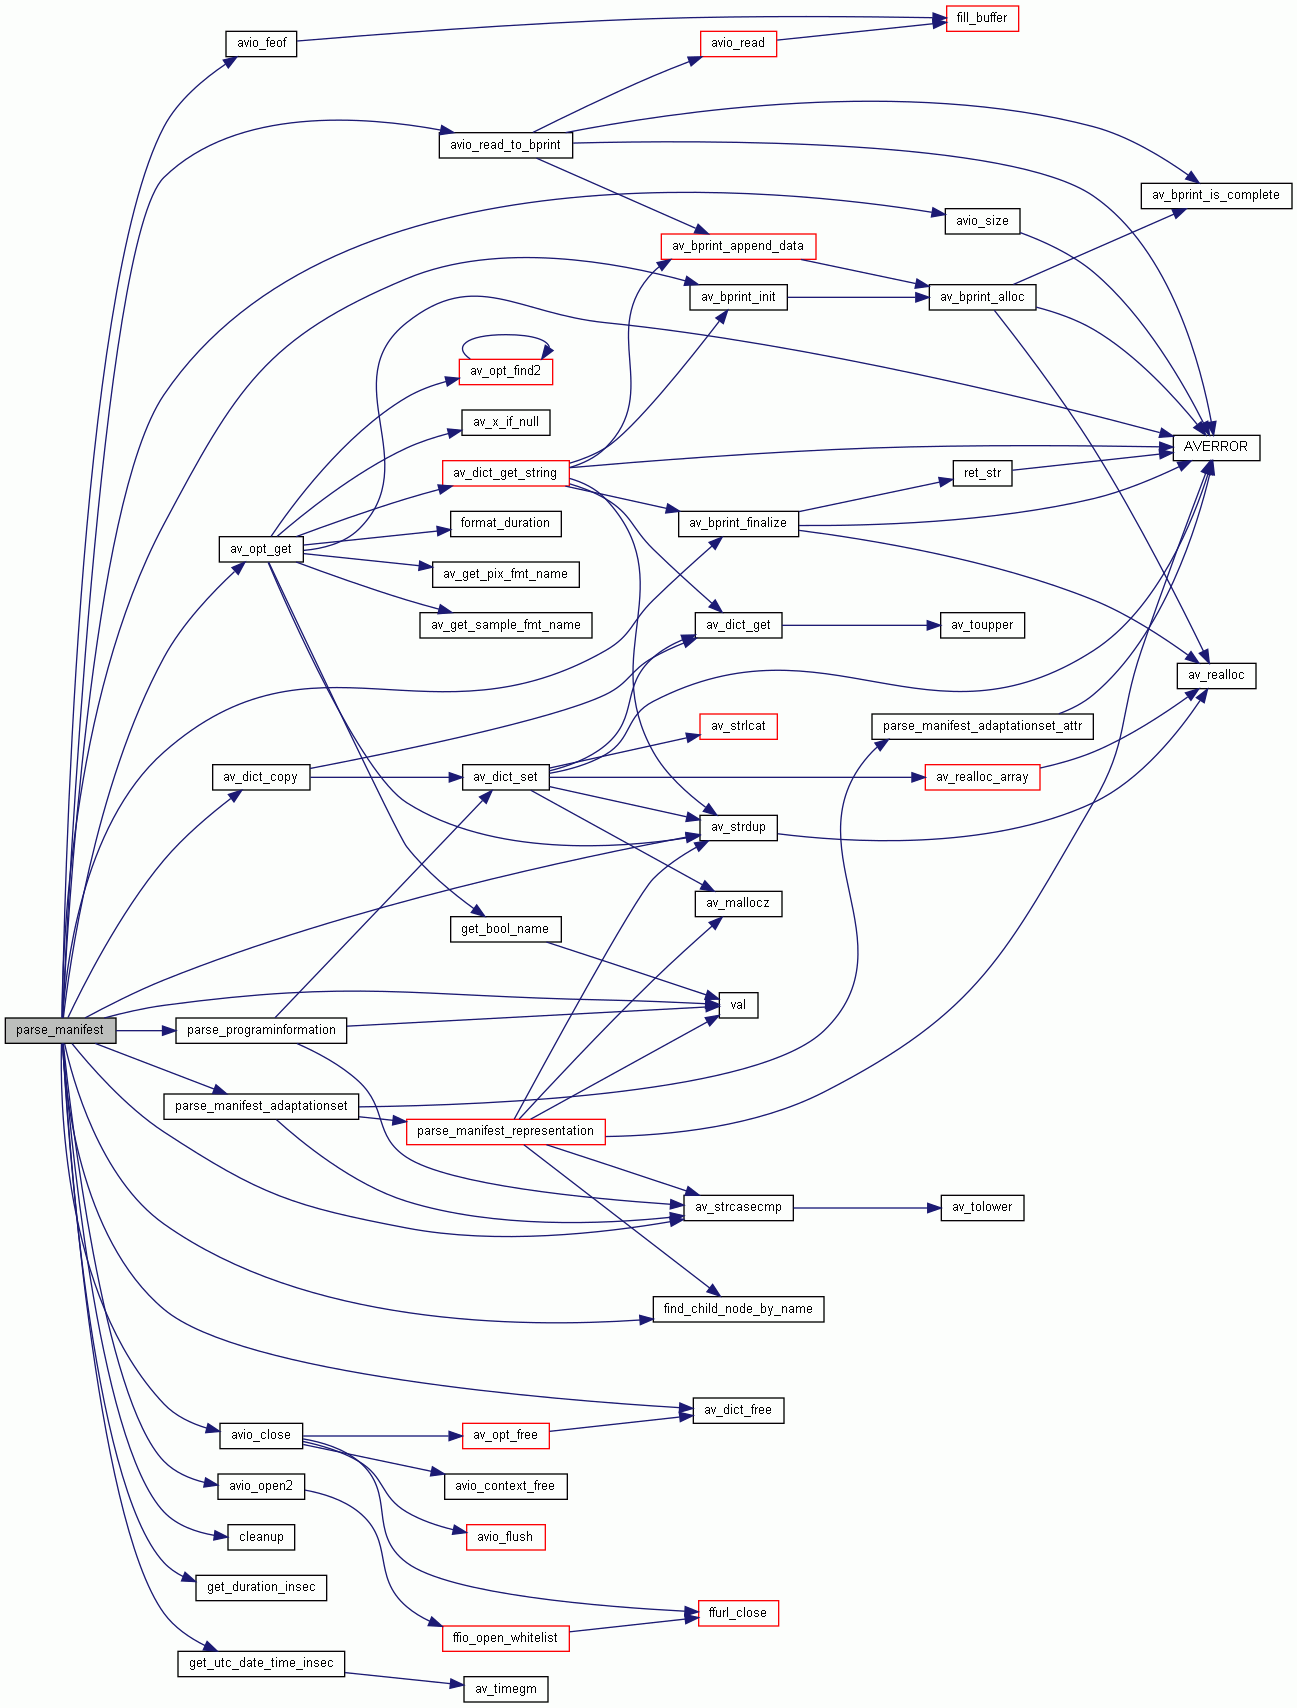 fill_buffer
avio_feof
avio_read
avio_read_to_bprint
av_bprint_is_complete
avio_size
av_bprint_append_data
av_bprint_init
av_bprint_alloc
av_opt_find2
av_x_if_null
AVERROR
av_dict_get_string
ret_str
format_duration
av_bprint_finalize
av_opt_get
av_get_pix_fmt_name
av_get_sample_fmt_name
av_dict_get
av_toupper
av_realloc
av_strlcat
parse_manifest_adaptationset_attr
av_dict_copy
av_dict_set
av_realloc_array
av_strdup
av_mallocz
get_bool_name
val
parse_manifest
parse_programinformation
parse_manifest_adaptationset
parse_manifest_representation
av_strcasecmp
av_tolower
find_child_node_by_name
av_dict_free
avio_close
av_opt_free
avio_open2
avio_context_free
cleanup
avio_flush
get_duration_insec
ffurl_close
ffio_open_whitelist
get_utc_date_time_insec
av_timegm